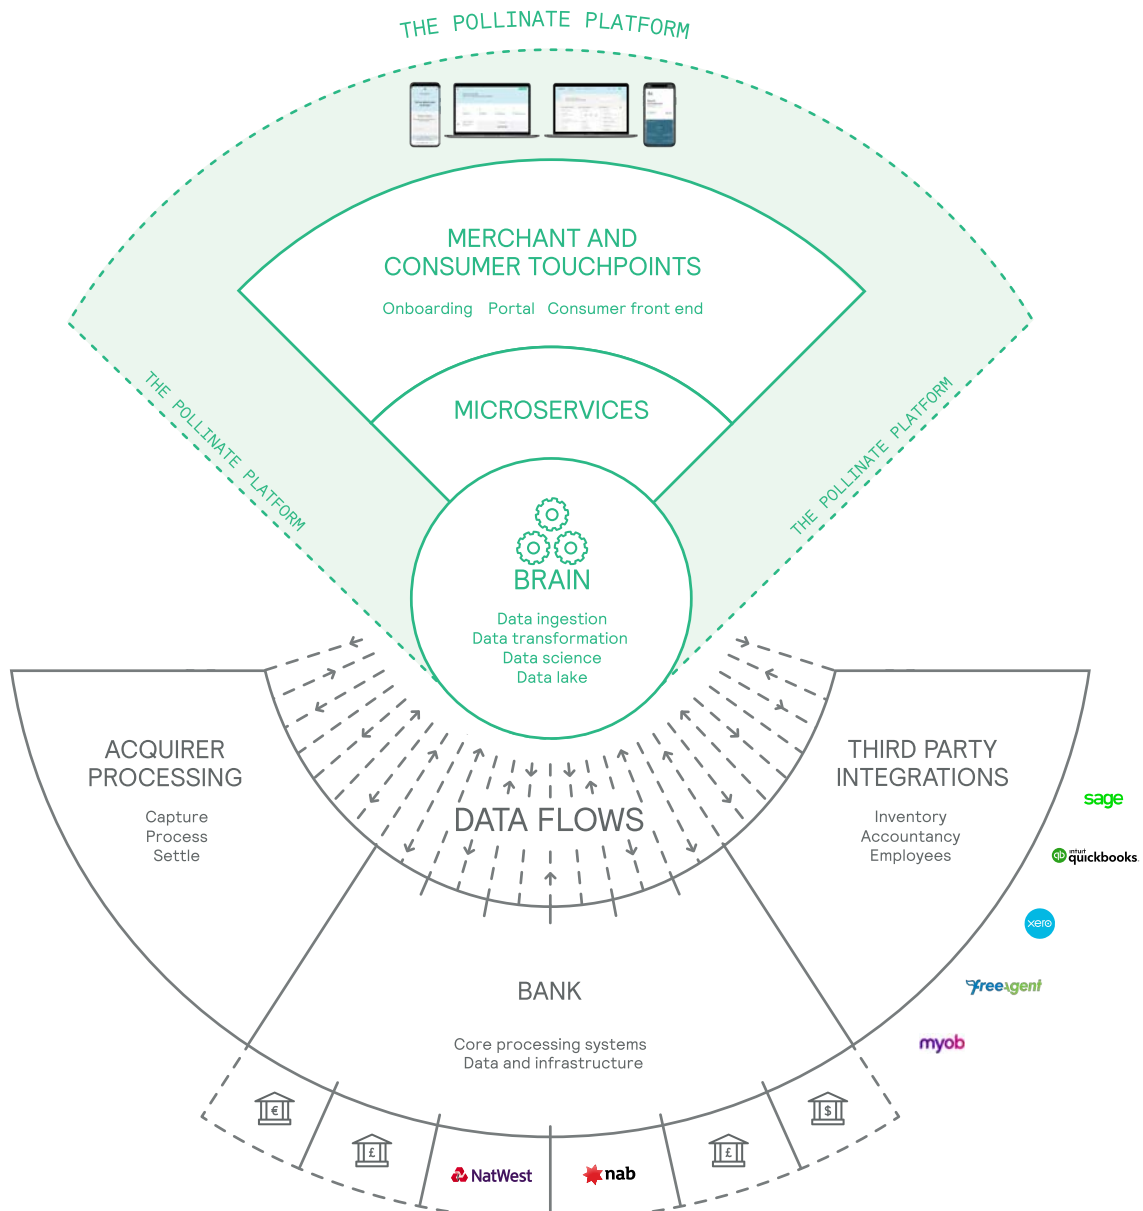 THE POLLINATE PLATFORM
MERCHANT AND
CONSUMER TOUCHPOINTS
Onboarding Portal Consumer front end
MICROSERVICES
THE POLLINATE PLATFORM
THE POLLINATE PLATFORM
BRAIN
Data ingestion
Data transformation
Data science
Data lake
ACQUIRER
PROCESSING
Capture
Process
Settle
DATA FLOWS
THIRD PARTY
INTEGRATIONS
Inventory
Accountancy
Employees
sage
qb
intuit
quickbooks.
xero
freeagent
myob
BANK
Core processing systems
Data and infrastructure
€
£
NatWest
nab
£
$